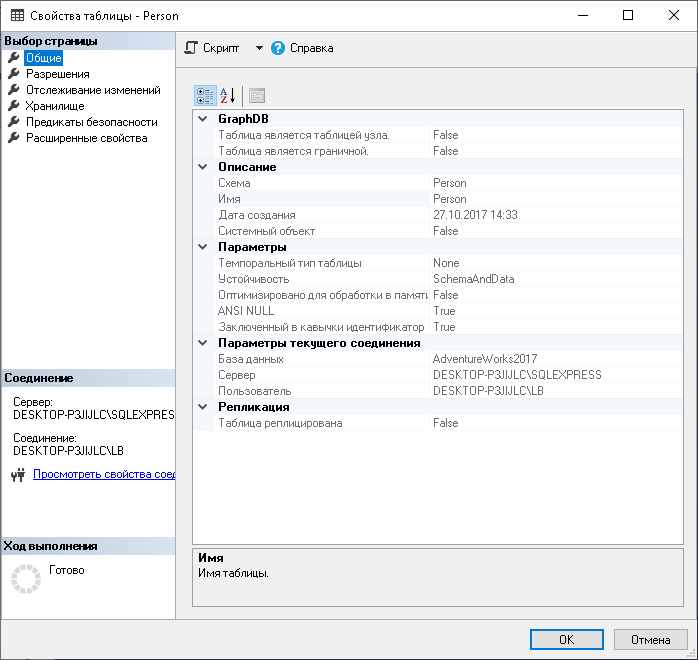 Свойства таблицы - Person
Выбор страницы
Общие
Разрешения
Отслеживание изменений
Хранилище
Предикаты безопасности
Расширенные свойства
Соединение
Сервер:
DESKTOP-P3JIJLC\SQLEXPRES
Соединение:
DESKTOP-P3JIJLC\LB
Просмотреть свойства соед
Ход выполнения
Готово
Скрипт Справка
GraphDB
Таблица является таблицей узла. False
Таблица является граничной. False
Описание
Схема Person
Имя Person
Дата создания 27.10.2017 14:33
Системный объект False
Параметры
Темпоральный тип таблицы None
Устойчивость SchemaAndData
Оптимизировано для обработки в памяти False
ANSI NULL True
Заключенный в кавычки идентификатор True
Параметры текущего соединения
База данных AdventureWorks2017
Сервер DESKTOP-P3JIJLC\SQLEXPRESS
Пользователь DESKTOP-P3JIJLC\LB
Репликация
Таблица реплицирована False
Имя
Имя таблицы.
OK Отмена